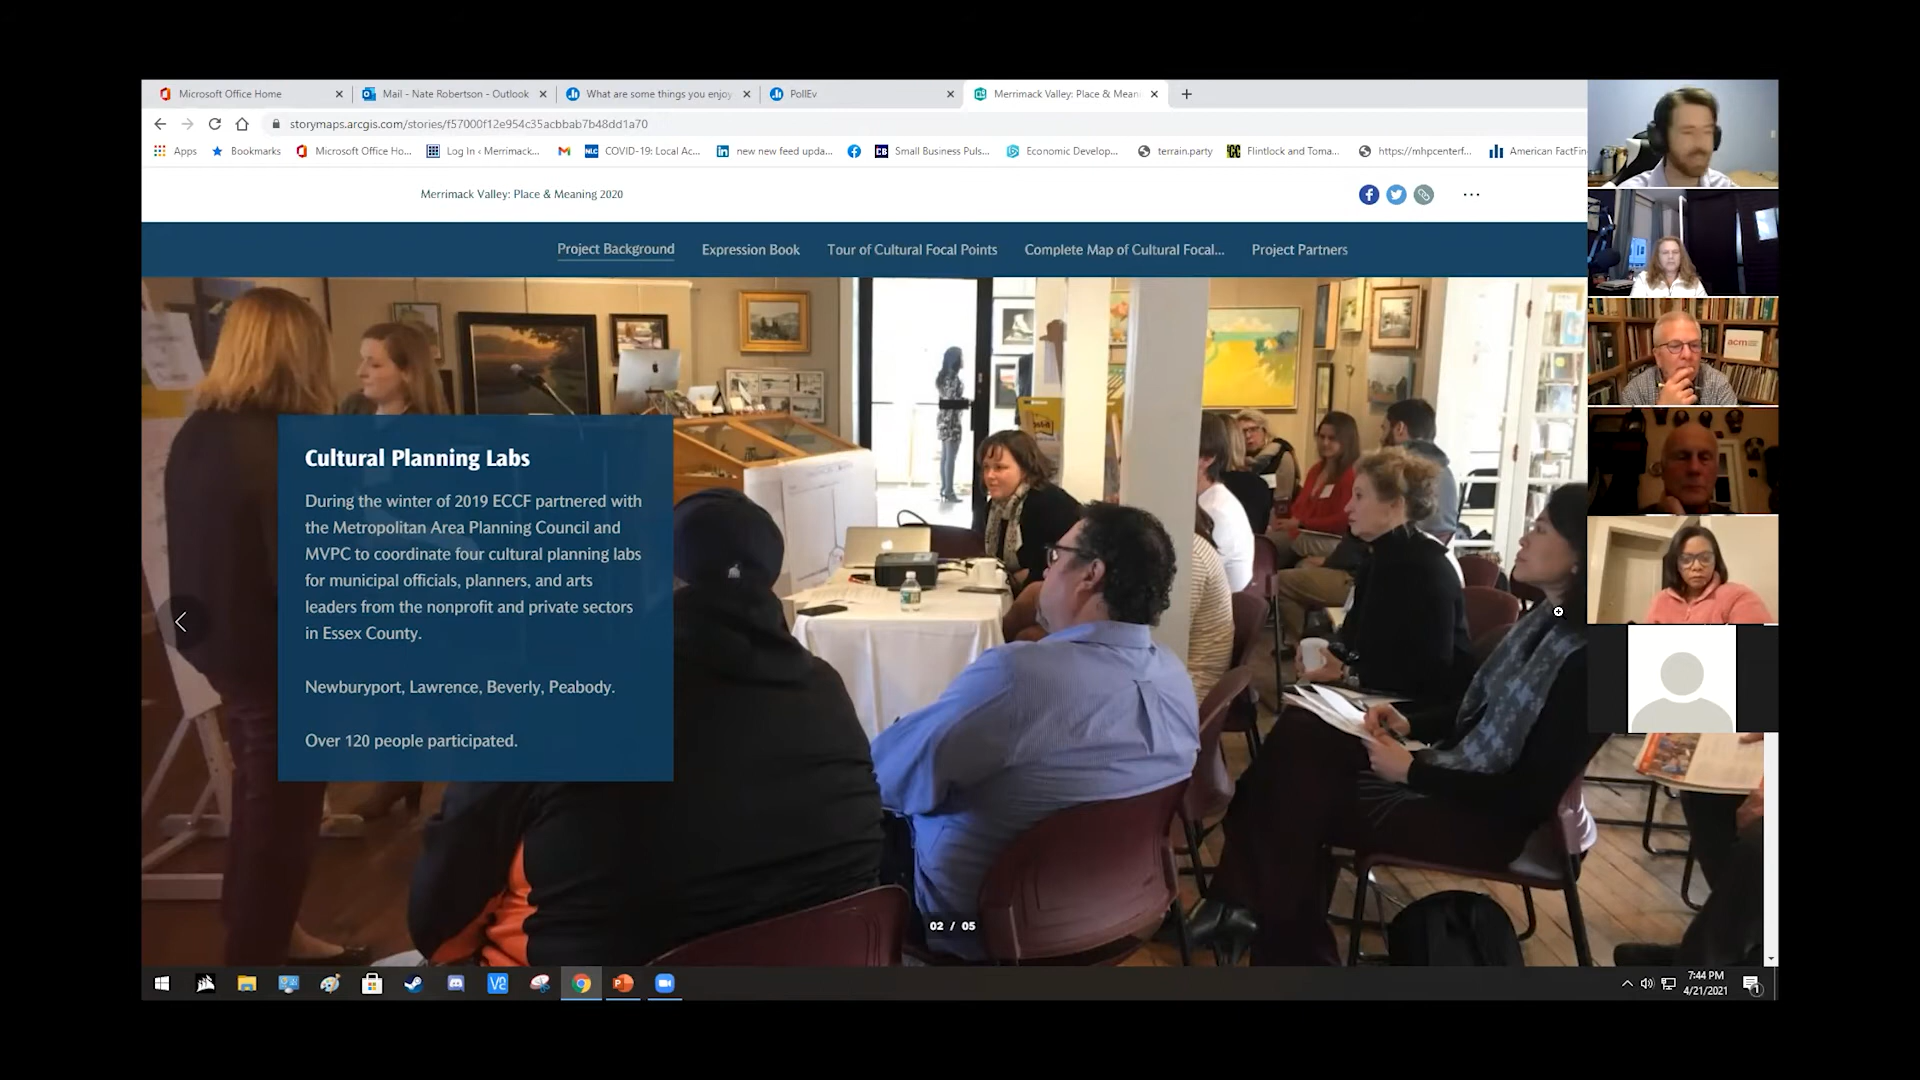 Microsoft Office Home
Mail - Nate Robertson - Outlook
What are some things you enjoy
PollEv
Merrimack Valley: Place & Mean
storymaps.arcgis.com/stories/f57000f12e954c35acbbab7b48dd1a70
Apps
Bookmarks
Microsoft Office Ho...
Log In ‹ Merrimack...
NLC
COVID-19: Local Ac...
new new feed upda...
CB
Small Business Puls...
Economic Develop...
terrain.party
Flintlock and Toma...
https://mhpcenterf...
American FactFin
Merrimack Valley: Place & Meaning 2020
Project Background
Expression Book
Tour of Cultural Focal Points
Complete Map of Cultural Focal...
Project Partners
acm
Cultural Planning Labs
During the winter of 2019 ECCF partnered with
the Metropolitan Area Planning Council and
MVPC to coordinate four cultural planning labs
for municipal officials, planners, and arts
leaders from the nonprofit and private sectors
in Essex County.
Newburyport, Lawrence, Beverly, Peabody.
Over 120 people participated.
02 / 05
7:44 PM
4/21/2021
1